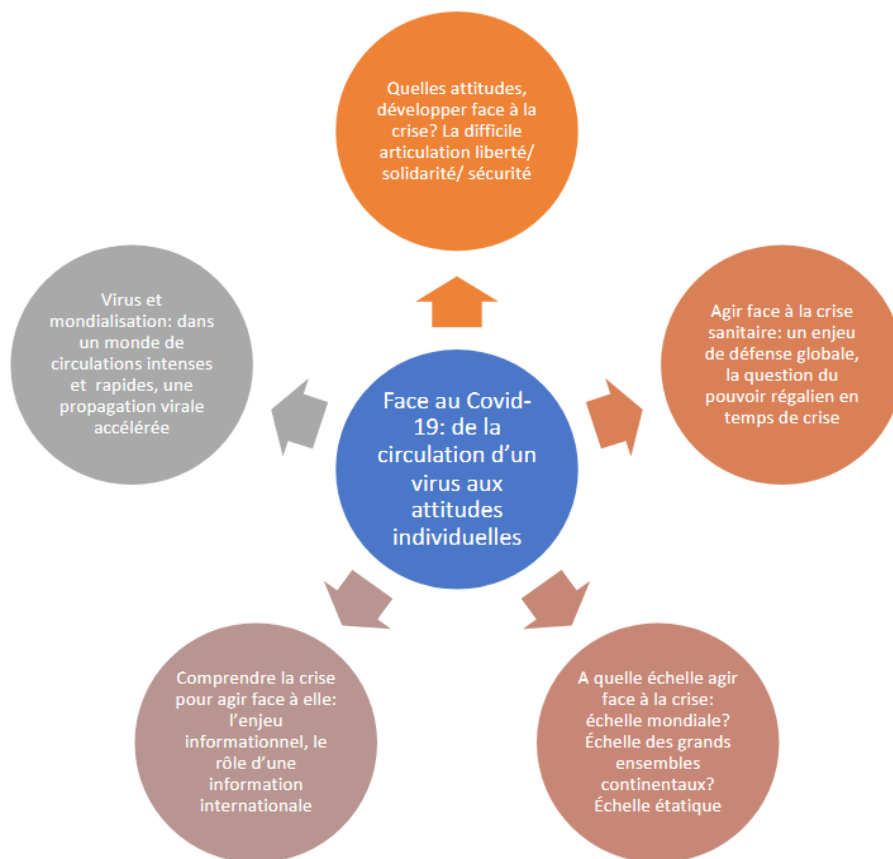 Quelles attitudes,
développer face à la
crise? La difficile
articulation liberté/
solidarité/ sécurité
Virus et
mondialisation: dans
un monde de
circulations intenses
et rapides, une
propagation virale
accélérée
Agir face à la crise
sanitaire: un enjeu
de défense globale,
la question du
pouvoir régalien en
temps de crise
Face au Covid-
19: de la
circulation d'un
virus aux
attitudes
individuelles
Comprendre la crise
pour agir face à elle:
l'enjeu
informationnel, le
rôle d'une
information
internationale
A quelle échelle agir
face à la crise:
échelle mondiale?
Échelle des grands
ensembles
continentaux?
Échelle étatique